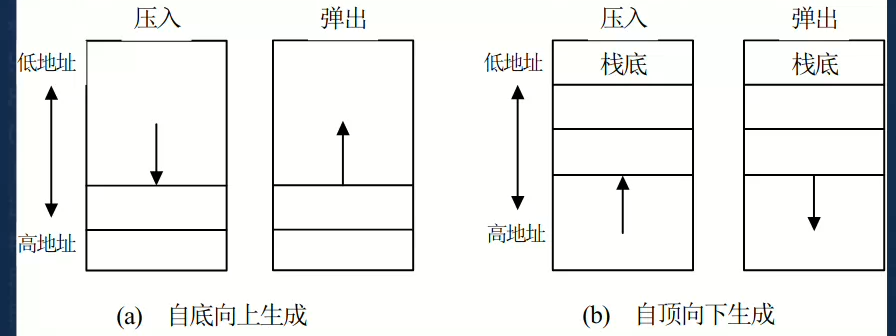 压入
弹出
低地址
高地址
(a) 自底向上生成
压入
弹出
低地址
栈底
栈底
高地址
(b) 自顶向下生成